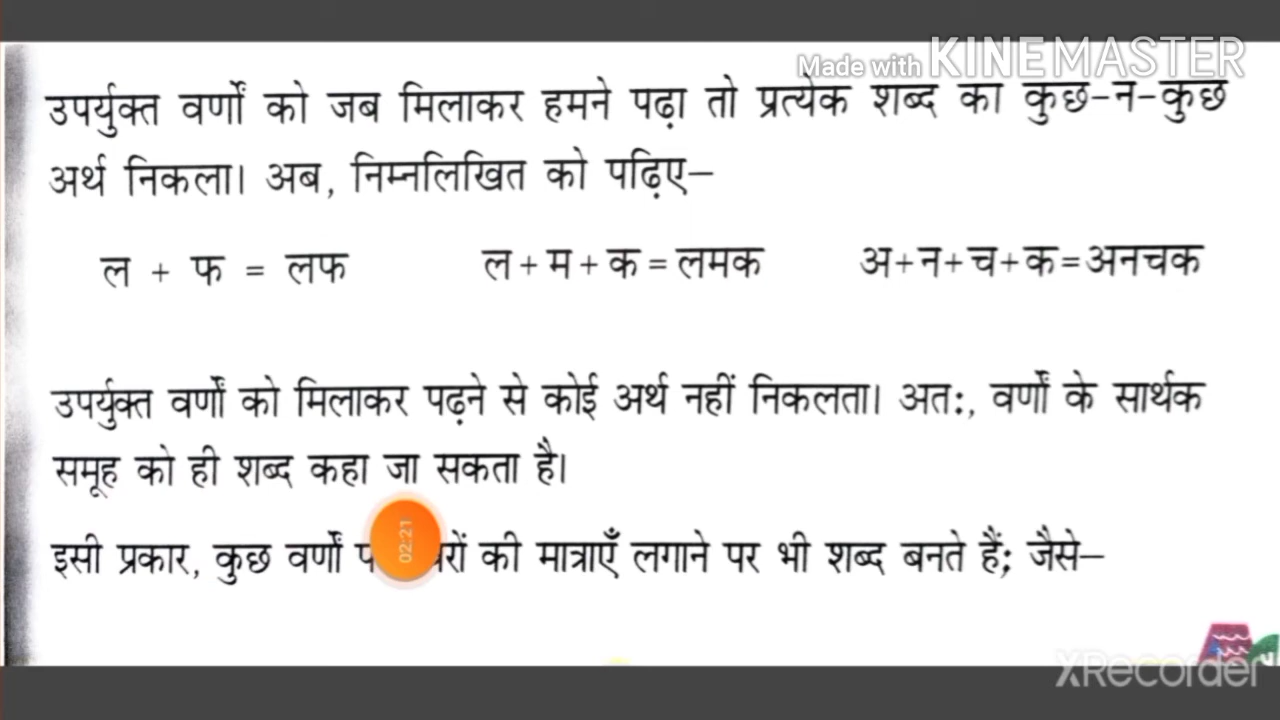 Made with KINEMASTER
उपर्युक्त वर्णों को जब मिलाकर हमने पढ़ा तो प्रत्येक शब्द का कुछ-न-कुछ
अर्थ निकला। अब, निम्नलिखित को पढ़िए–
ल + फ = लफ ल+म+क=लमक अ+न+च+क=अनचक
उपर्युक्त वर्णों को मिलाकर पढ़ने से कोई अर्थ नहीं निकलता। अतः, वर्णों के सार्थक
समूह को ही शब्द कहा जा सकता है।
इसी प्रकार, कुछ वर्णों की मात्राएँ लगाने पर भी शब्द बनते हैं; जैसे–
02:21
XRecorder